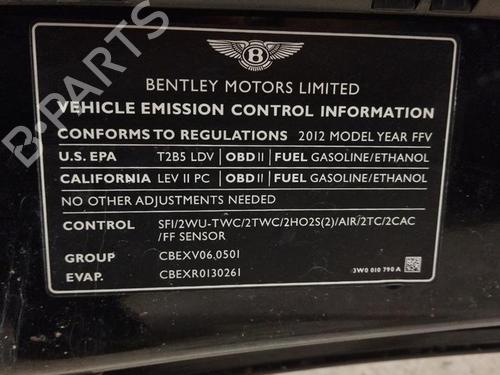 B
BENTLEY MOTORS LIMITED
VEHICLE EMISSION CONTROL INFORMATION
CONFORMS TO REGULATIONS 2012 MODEL YEAR FFV
U.S. EPA T2B5 LDV OBD II FUEL GASOLINE/ETHANOL
CALIFORNIA LEV II PC OBD II FUEL GASOLINE/ETHANOL
NO OTHER ADJUSTMENTS NEEDED
CONTROL SFI/2WU-TWC/2TWC/2HO2S(2)/AIR/2TC/2CAC
/FF SENSOR
GROUP CBEXV06.0501
EVAP. CBEXR0130261
3W0 010 790 A
B-PARTS